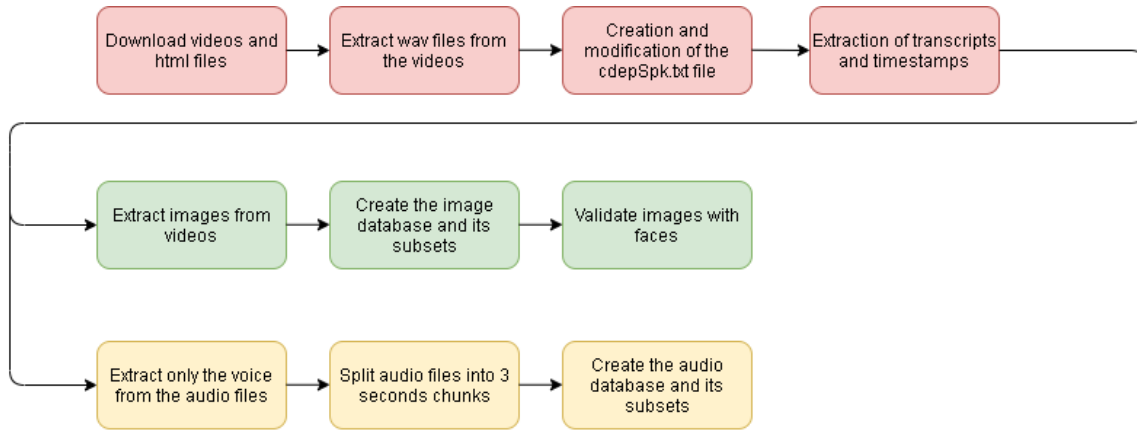 Download videos and
html files
Extract wav files from
the videos
Creation and
modification of the
cdepSpk.txt file
Extraction of transcripts
and timestamps
Extract images from
videos
Create the image
database and its
subsets
Validate images with
faces
Extract only the voice
from the audio files
Split audio files into 3
seconds chunks
Create the audio
database and its
subsets